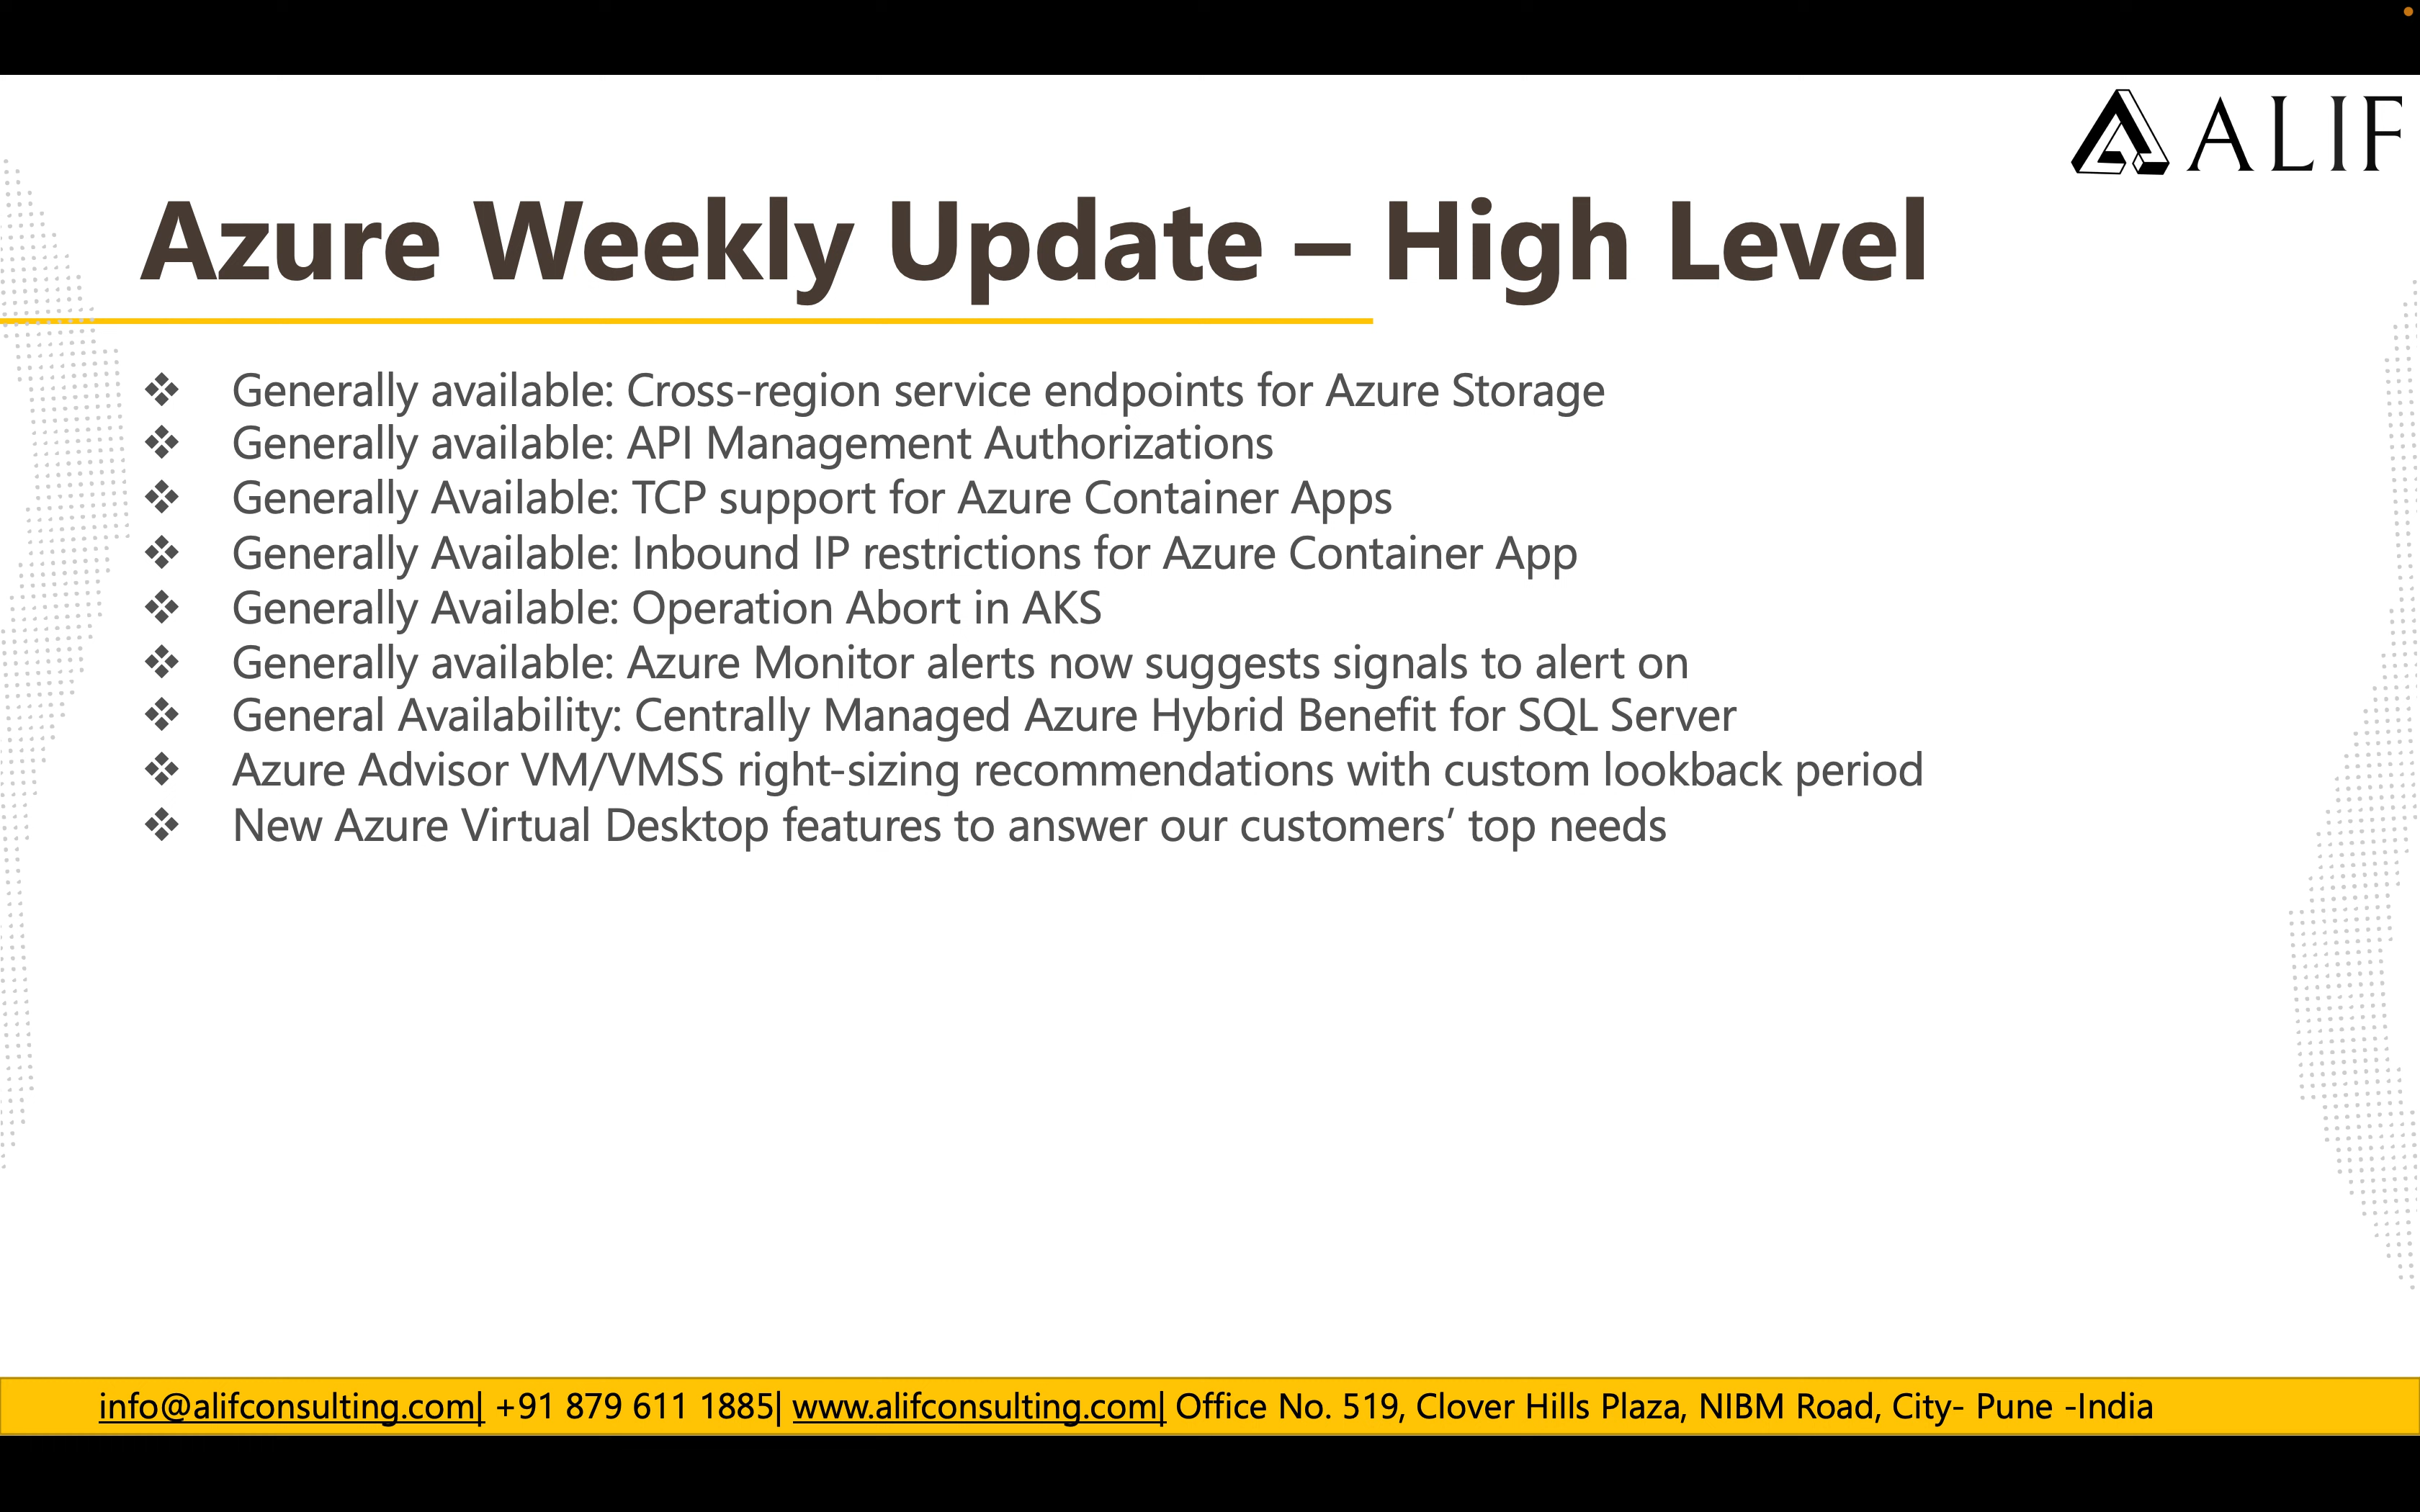 ALIF
Azure Weekly Update – High Level
❖ Generally available: Cross-region service endpoints for Azure Storage
❖ Generally available: API Management Authorizations
❖ Generally Available: TCP support for Azure Container Apps
❖ Generally Available: Inbound IP restrictions for Azure Container App
❖ Generally Available: Operation Abort in AKS
❖ Generally available: Azure Monitor alerts now suggests signals to alert on
❖ General Availability: Centrally Managed Azure Hybrid Benefit for SQL Server
❖ Azure Advisor VM/VMSS right-sizing recommendations with custom lookback period
❖ New Azure Virtual Desktop features to answer our customers’ top needs
info@alifconsulting.com| +91 879 611 1885| www.alifconsulting.com| Office No. 519, Clover Hills Plaza, NIBM Road, City- Pune -India